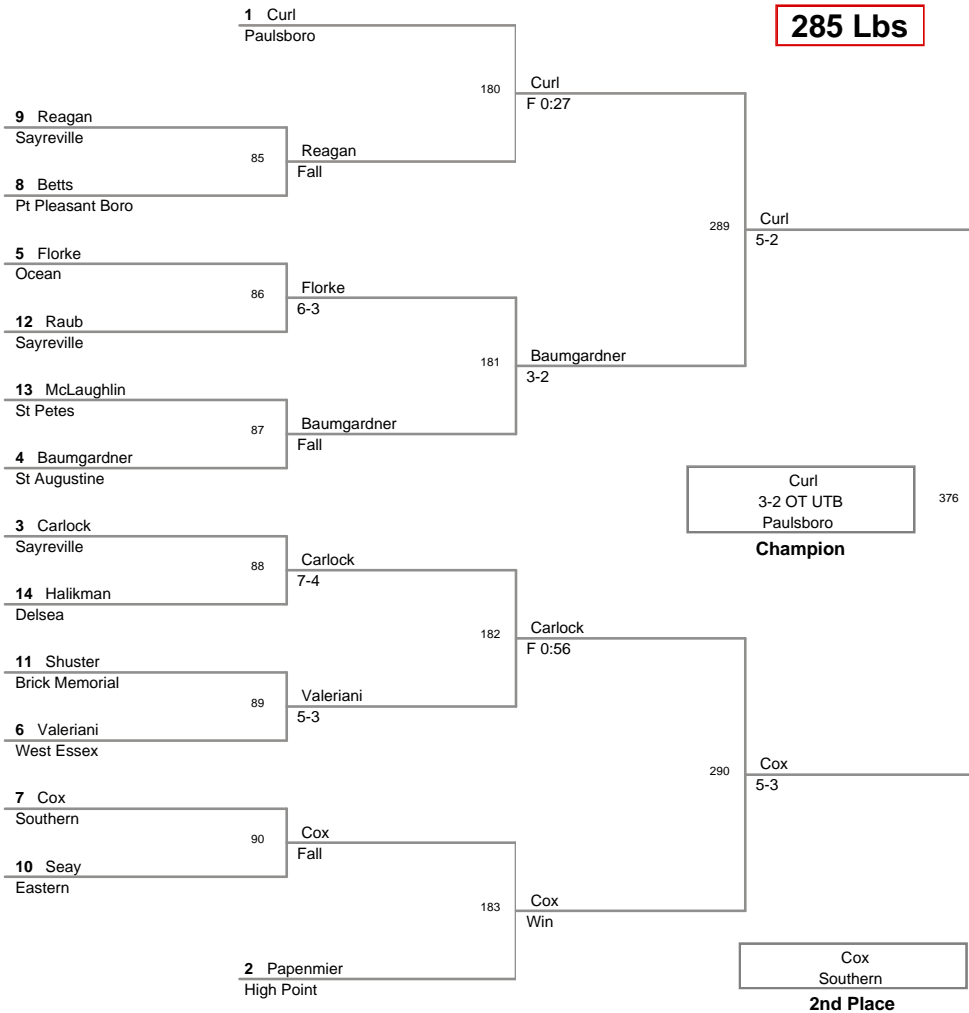 285 Lbs
1 Curl
Paulsboro
180
Curl
F 0:27
9 Reagan
Sayreville
85
Reagan
Fall
8 Betts
Pt Pleasant Boro
289
Curl
5-2
5 Florke
Ocean
86
Florke
6-3
12 Raub
Sayreville
181
Baumgardner
3-2
13 McLaughlin
St Petes
87
Baumgardner
Fall
4 Baumgardner
St Augustine
Curl
3-2 OT UTB
Paulsboro
376
Champion
3 Carlock
Sayreville
88
Carlock
7-4
14 Halikman
Delsea
182
Carlock
F 0:56
11 Shuster
Brick Memorial
89
Valeriani
5-3
6 Valeriani
West Essex
290
Cox
5-3
7 Cox
Southern
90
Cox
Fall
10 Seay
Eastern
183
Cox
Win
2 Papenmier
High Point
Cox
Southern
2nd Place